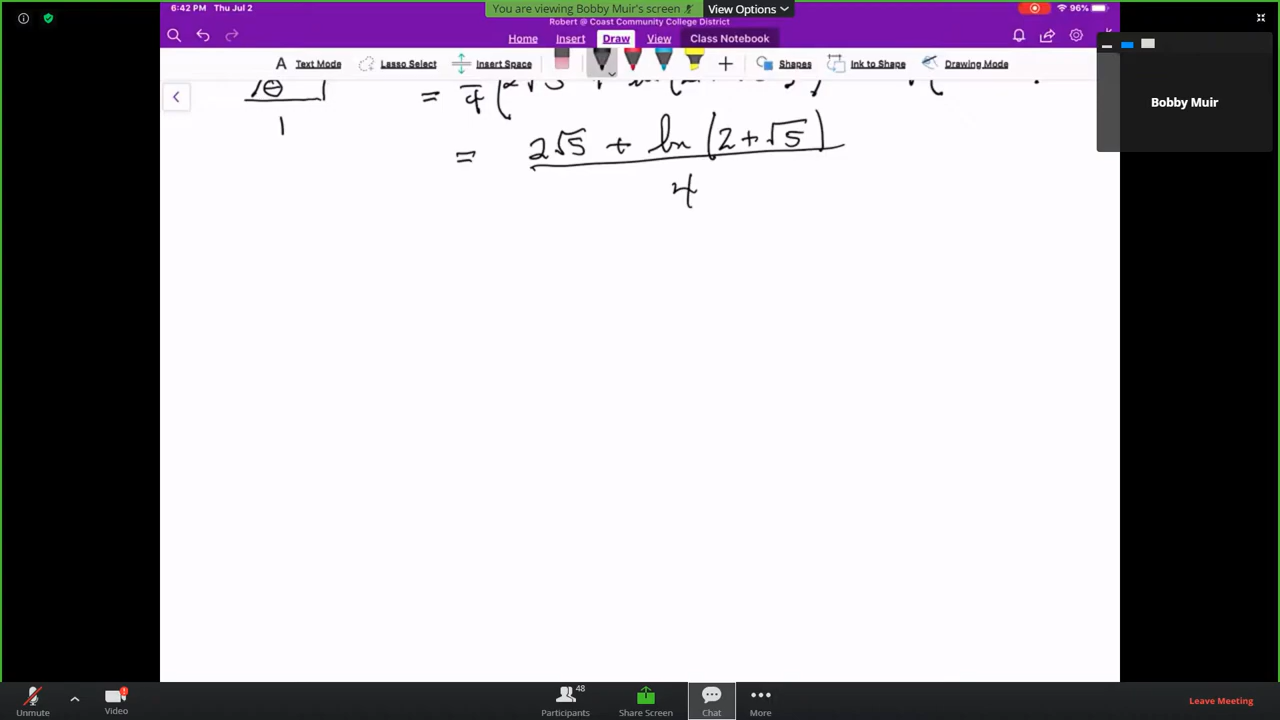 You are viewing Bobby Muir's screen
View Options
6:42 PM Thu Jul 2
96%
Robert @ Coast Community College District
Home Insert Draw View Class Notebook
A Text Mode Lasso Select Insert Space + Shapes Ink to Shape Drawing Mode
Bobby Muir
θ
1
= 2√5 + ln(2+√5)
4
Unmute Video Participants 48 Share Screen Chat More Leave Meeting